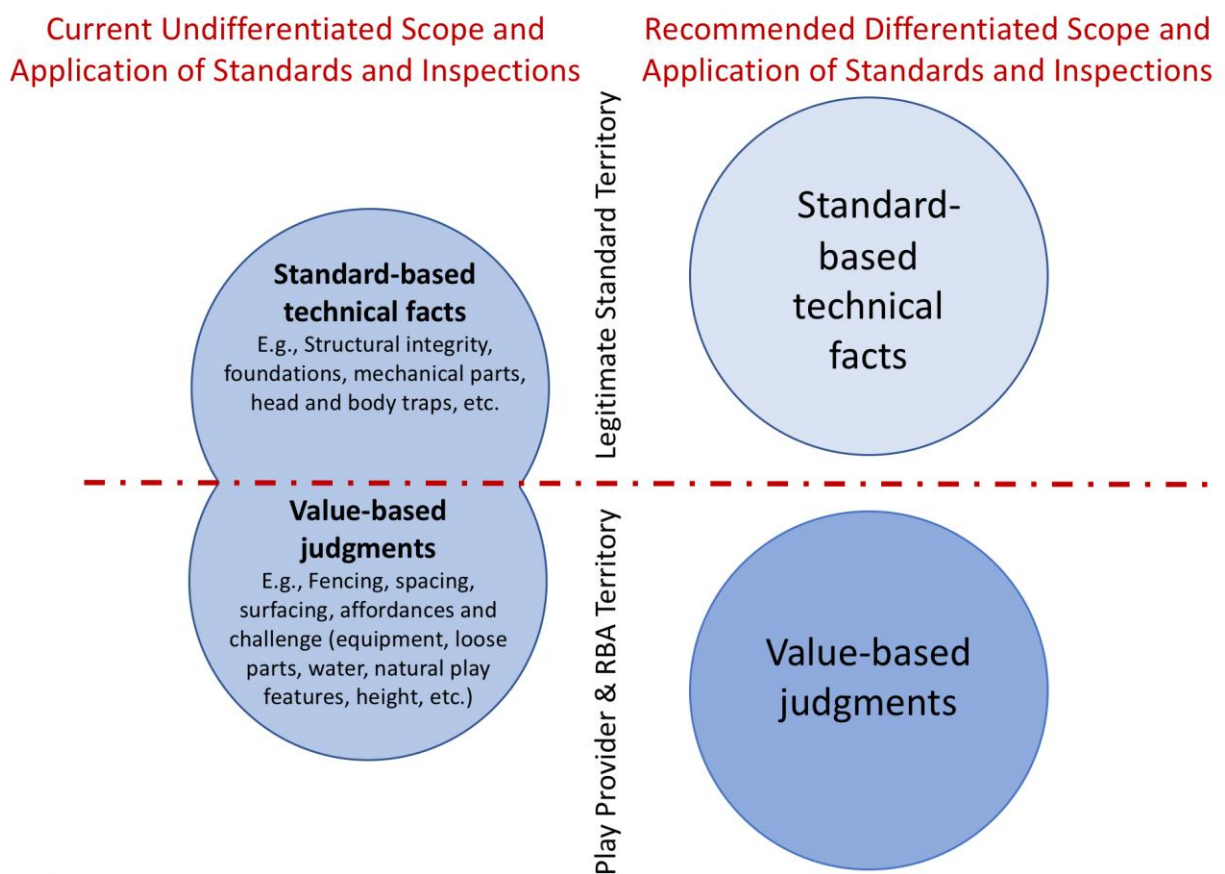 Current Undifferentiated Scope and
Application of Standards and Inspections
Recommended Differentiated Scope and
Application of Standards and Inspections
Standard-based
technical facts
E.g., Structural integrity,
foundations, mechanical parts,
head and body traps, etc.
Value-based
judgments
E.g., Fencing, spacing,
surfacing, affordances and
challenge (equipment, loose
parts, water, natural play
features, height, etc.)
Legitimate Standard Territory
Play Provider & RBA Territory
Standard-
based
technical
facts
Value-based
judgments